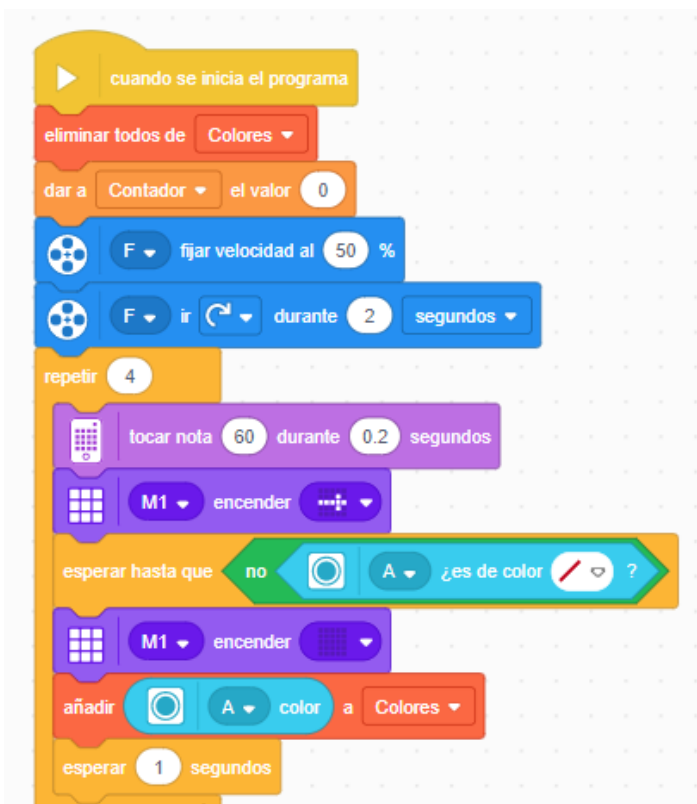 cuando se inicia el programa
eliminar todos de Colores
dar a Contador el valor 0
F fijar velocidad al 50 %
F ir durante 2 segundos
repetir 4
tocar nota 60 durante 0.2 segundos
M1 encender
esperar hasta que no A ¿es de color ?
M1 encender
añadir A color a Colores
esperar 1 segundos